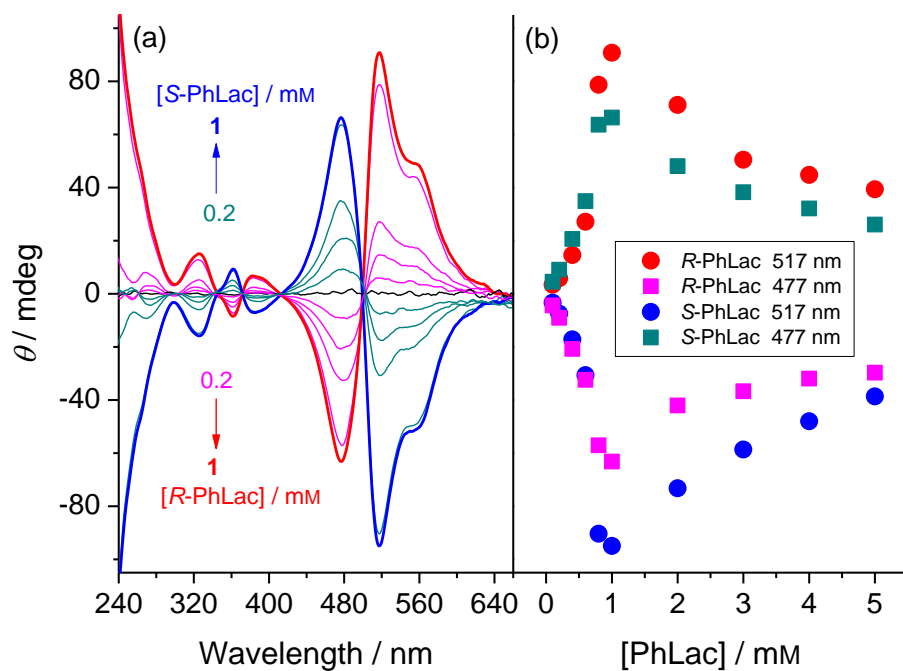 (a)
(b)
[S-PhLac] / mM
1
0.2
0.2
1
[R-PhLac] / mM
θ / mdeg
80
40
0
-40
-80
240 320 400 480 560 640
Wavelength / nm
R-PhLac 517 nm
R-PhLac 477 nm
S-PhLac 517 nm
S-PhLac 477 nm
0 1 2 3 4 5
[PhLac] / mM